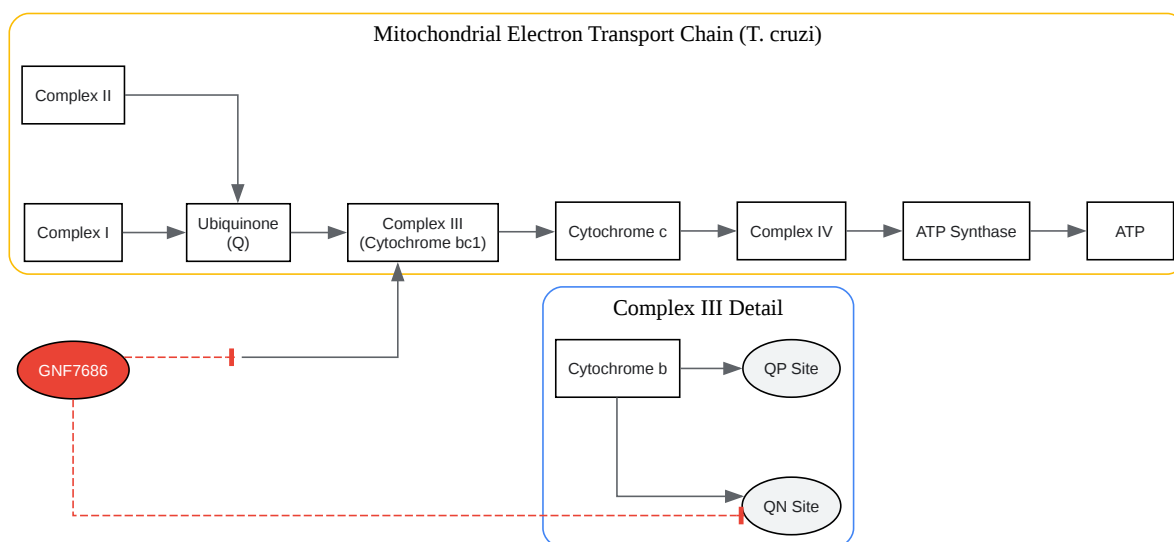 Mitochondrial Electron Transport Chain (T. cruzi)
Complex II
Complex I
Ubiquinone
(Q)
Complex III
(Cytochrome bc1)
Cytochrome c
Complex IV
ATP Synthase
ATP
Complex III Detail
GNF7686
Cytochrome b
QP Site
QN Site